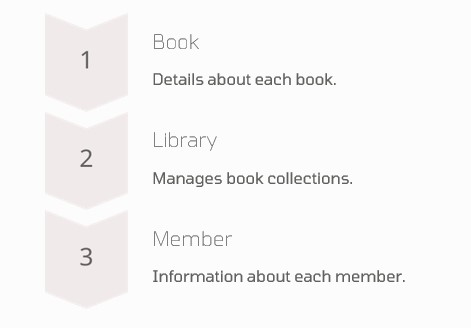 1
Book
Details about each book.
2
Library
Manages book collections.
3
Member
Information about each member.